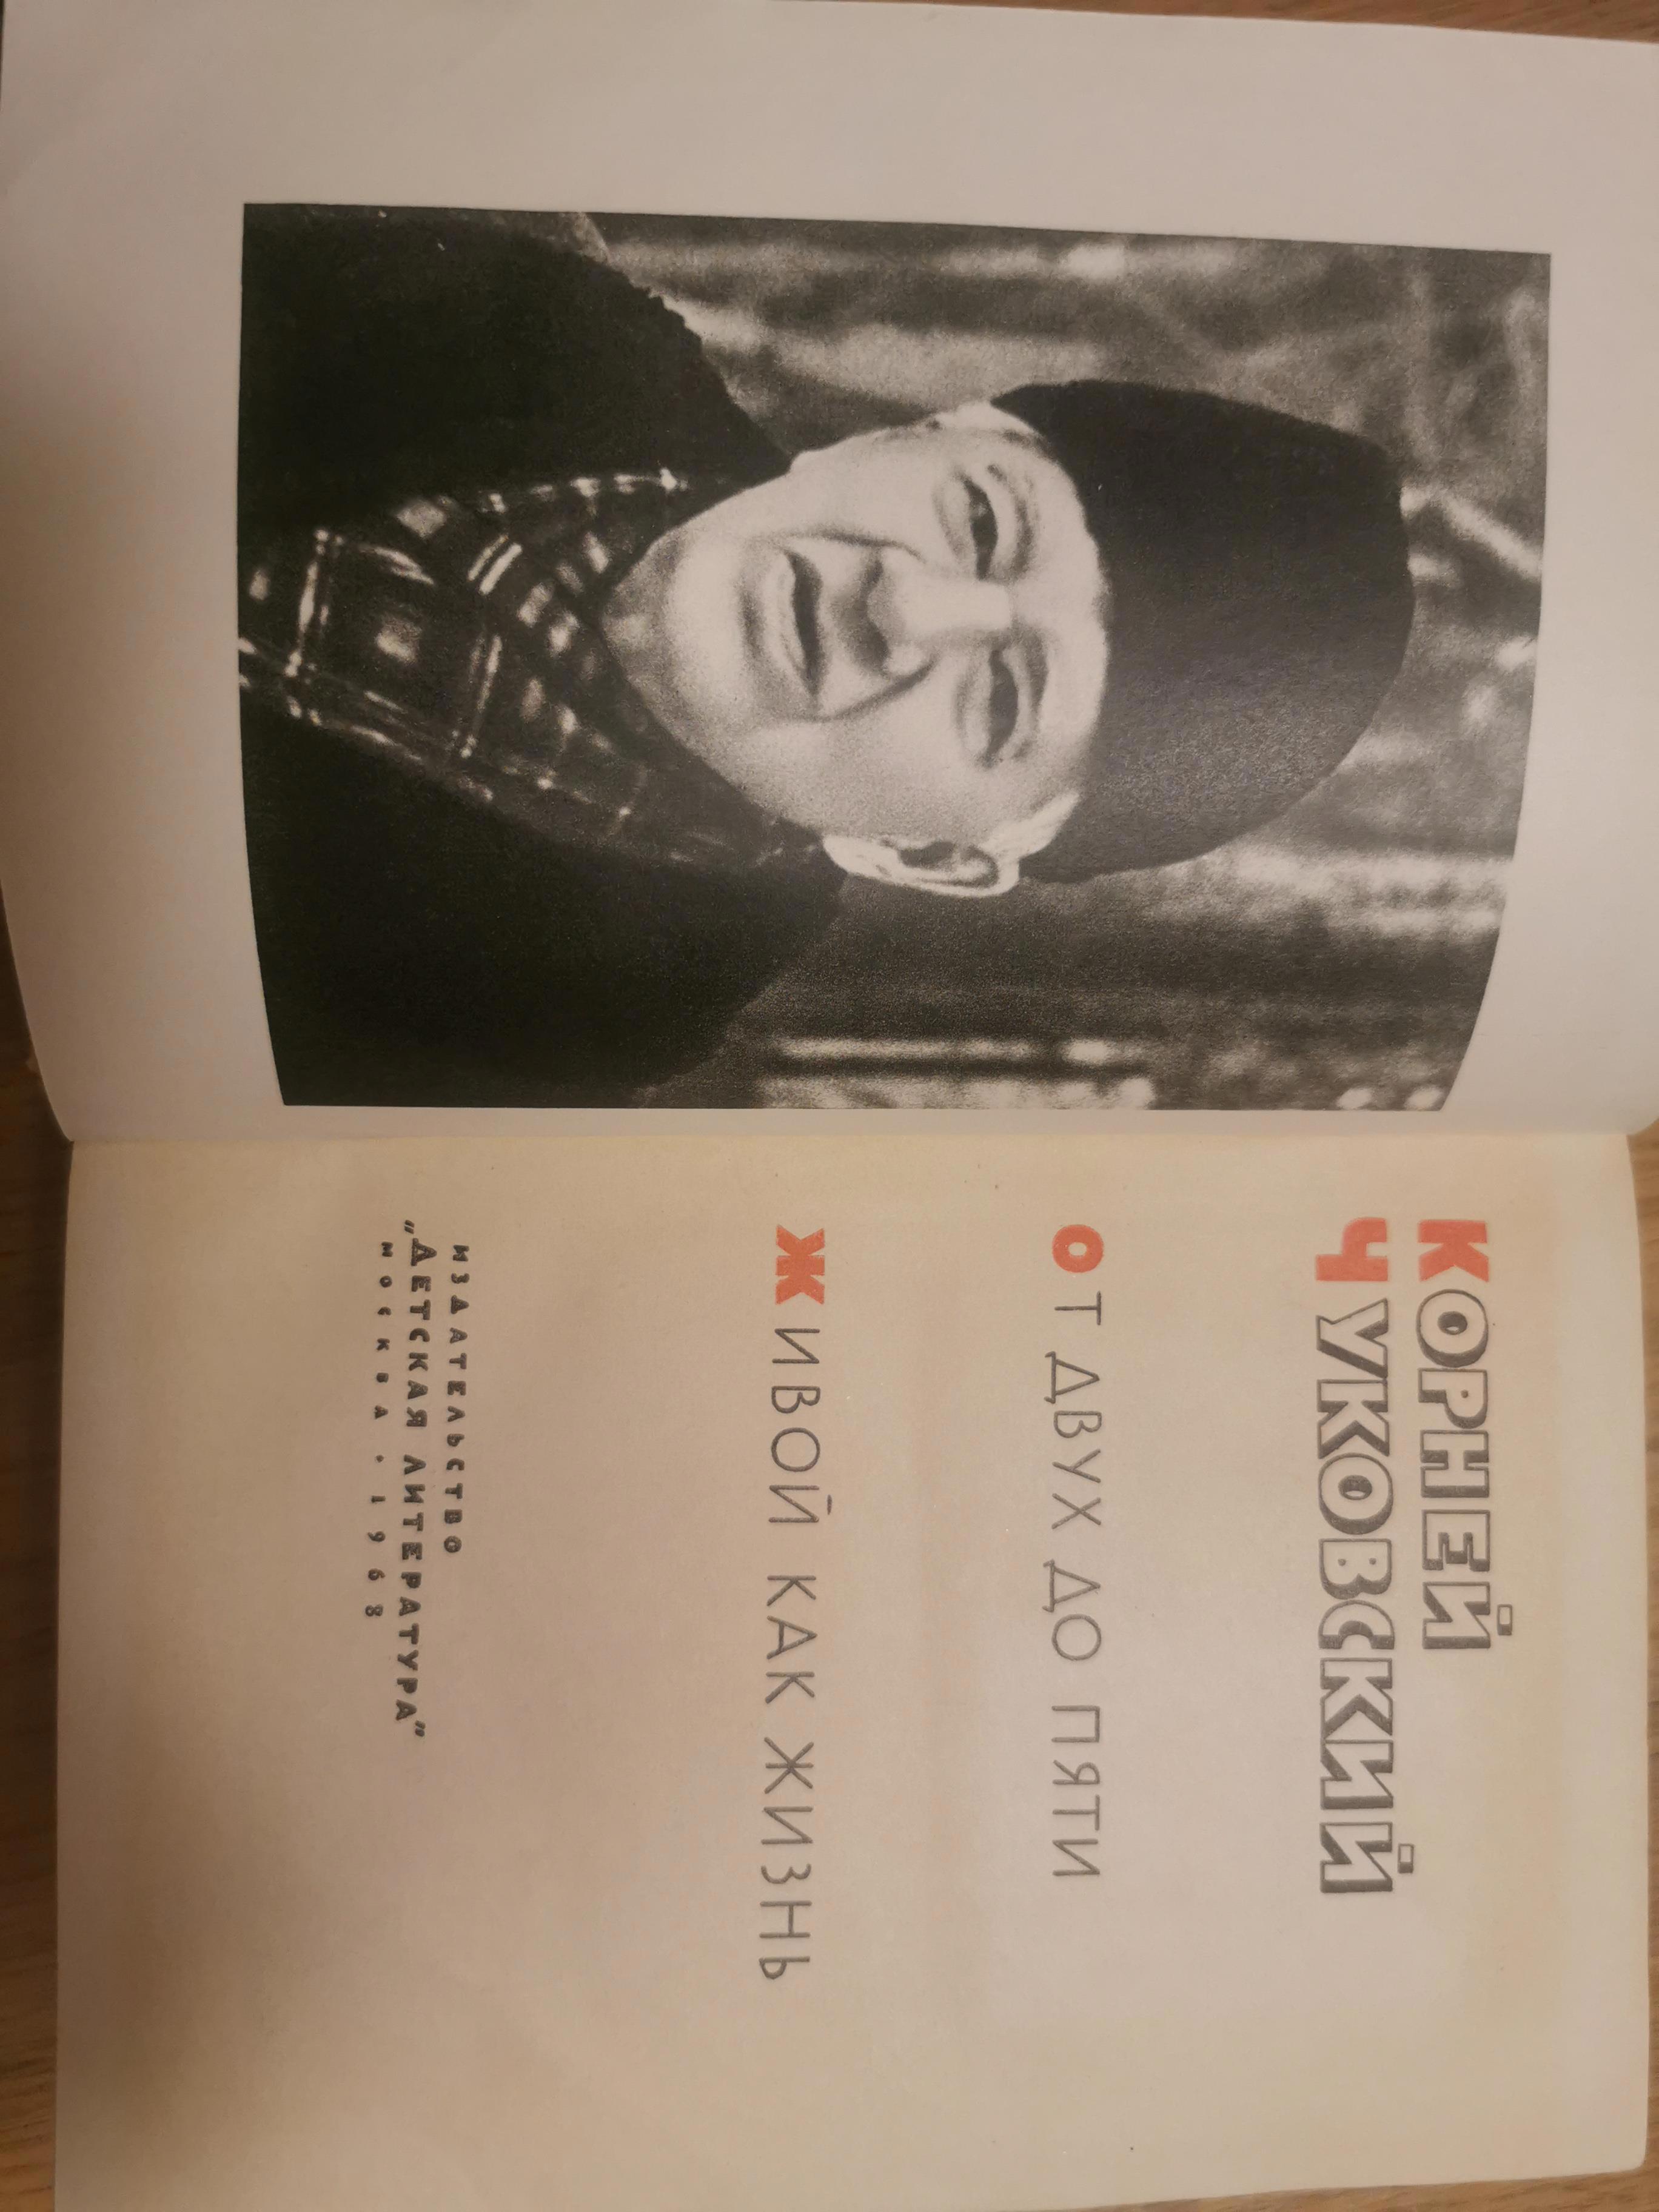 КОРНЕЙ
ЧУКОВСКИЙ
ОТ ДВУХ ДО ПЯТИ
ЖИВОЙ КАК ЖИЗНЬ
ИЗДАТЕЛЬСТВО
„ДЕТСКАЯ ЛИТЕРАТУРА”
МОСКВА · 1968